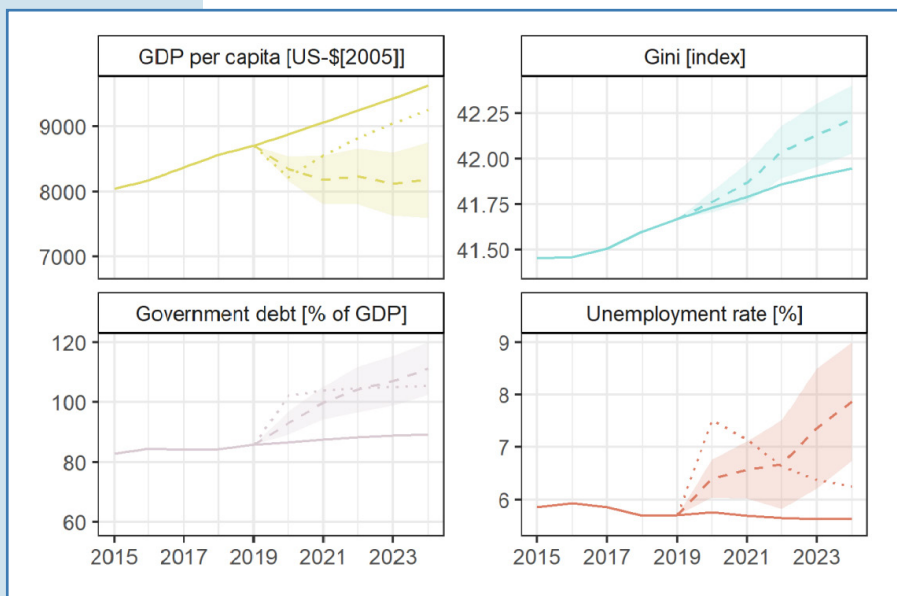 GDP per capita [US-$[2005]]
9000
8000
7000
Gini [index]
42.25
42.00
41.75
41.50
Government debt [% of GDP]
120
100
80
60
2015 2017 2019 2021 2023
Unemployment rate [%]
9
8
7
6
2015 2017 2019 2021 2023